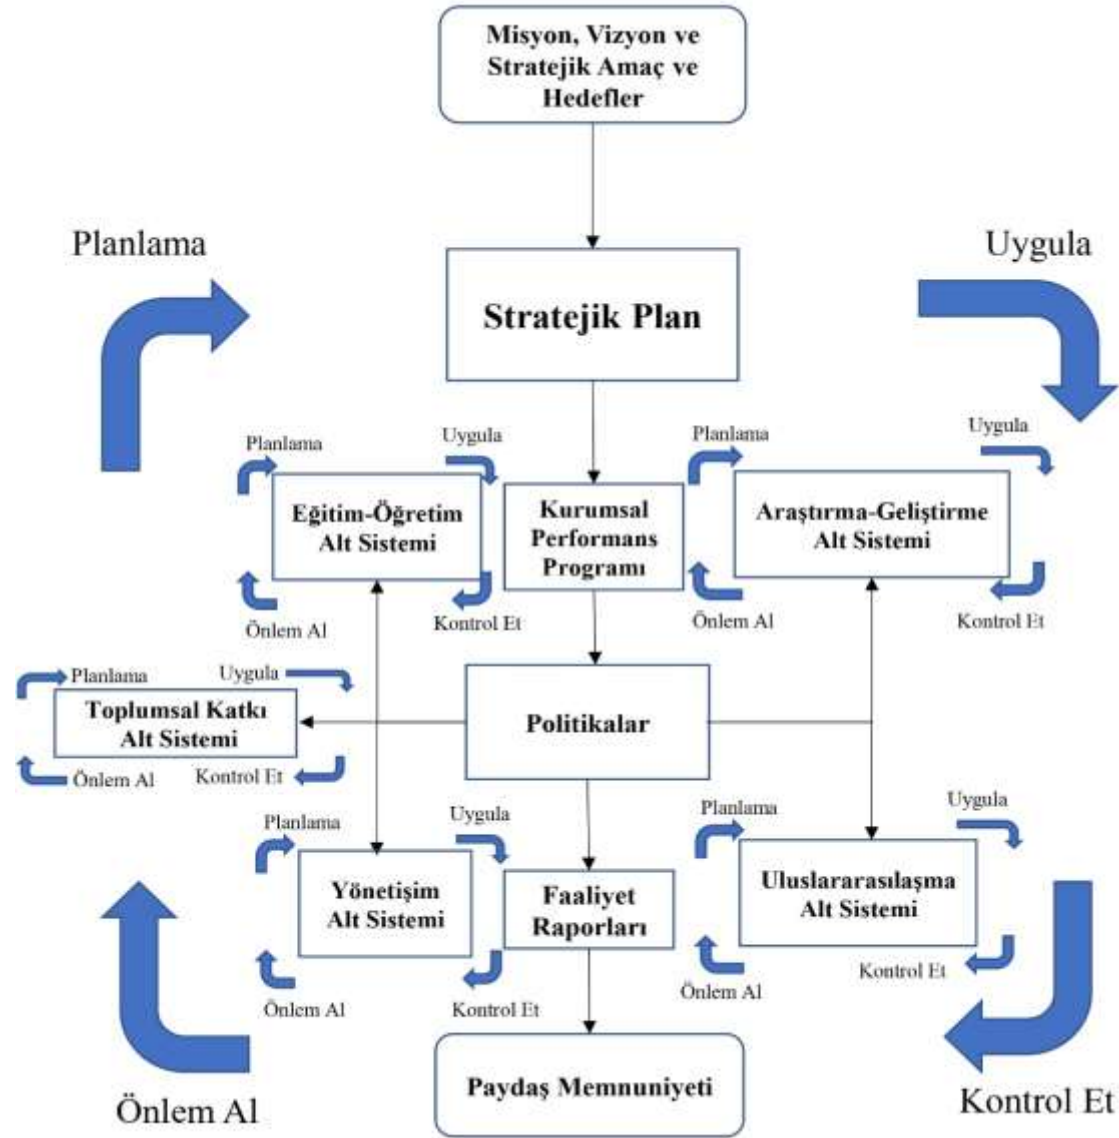 Misyon, Vizyon ve
Stratejik Amaç ve
Hedefler
Planlama
Uygula
Stratejik Plan
Planlama
Uygula
Eğitim-Öğretim
Alt Sistemi
Önlem Al
Kontrol Et
Kurumsal
Performans
Programı
Planlama
Uygula
Araştırma-Geliştirme
Alt Sistemi
Önlem Al
Kontrol Et
Planlama
Uygula
Toplumsal Katkı
Alt Sistemi
Önlem Al
Kontrol Et
Politikalar
Planlama
Uygula
Yönetişim
Alt Sistemi
Önlem Al
Kontrol Et
Faaliyet
Raporları
Planlama
Uygula
Uluslararasılaşma
Alt Sistemi
Önlem Al
Kontrol Et
Paydaş Memnuniyeti
Önlem Al
Kontrol Et